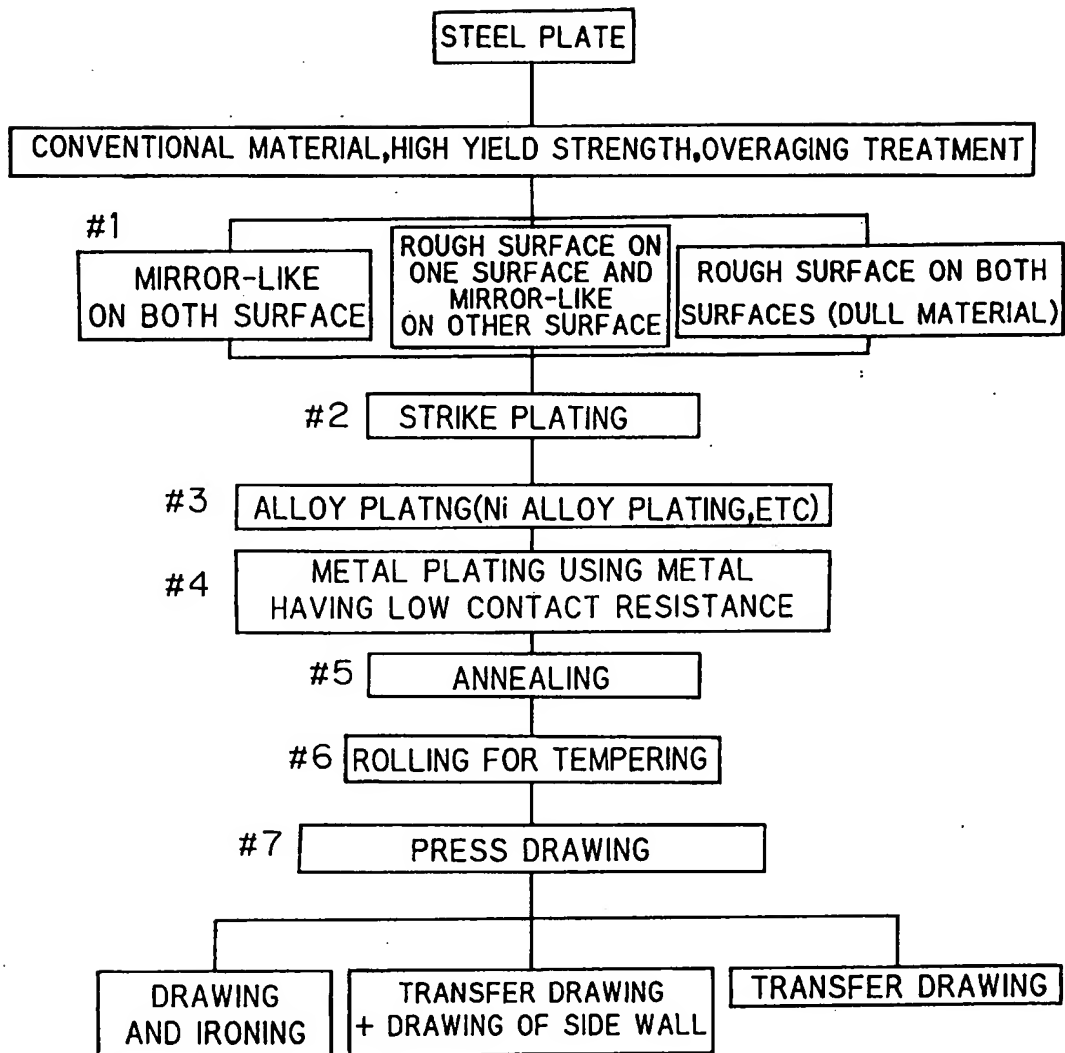 STEEL PLATE
CONVENTIONAL MATERIAL,HIGH YIELD STRENGTH,OVERAGING TREATMENT
#1
MIRROR-LIKE
ON BOTH SURFACE
ROUGH SURFACE ON
ONE SURFACE AND
MIRROR-LIKE
ON OTHER SURFACE
ROUGH SURFACE ON BOTH
SURFACES (DULL MATERIAL)
#2
STRIKE PLATING
#3
ALLOY PLATNG(Ni ALLOY PLATING,ETC)
#4
METAL PLATING USING METAL
HAVING LOW CONTACT RESISTANCE
#5
ANNEALING
#6
ROLLING FOR TEMPERING
#7
PRESS DRAWING
DRAWING
AND IRONING
TRANSFER DRAWING
+ DRAWING OF SIDE WALL
TRANSFER DRAWING